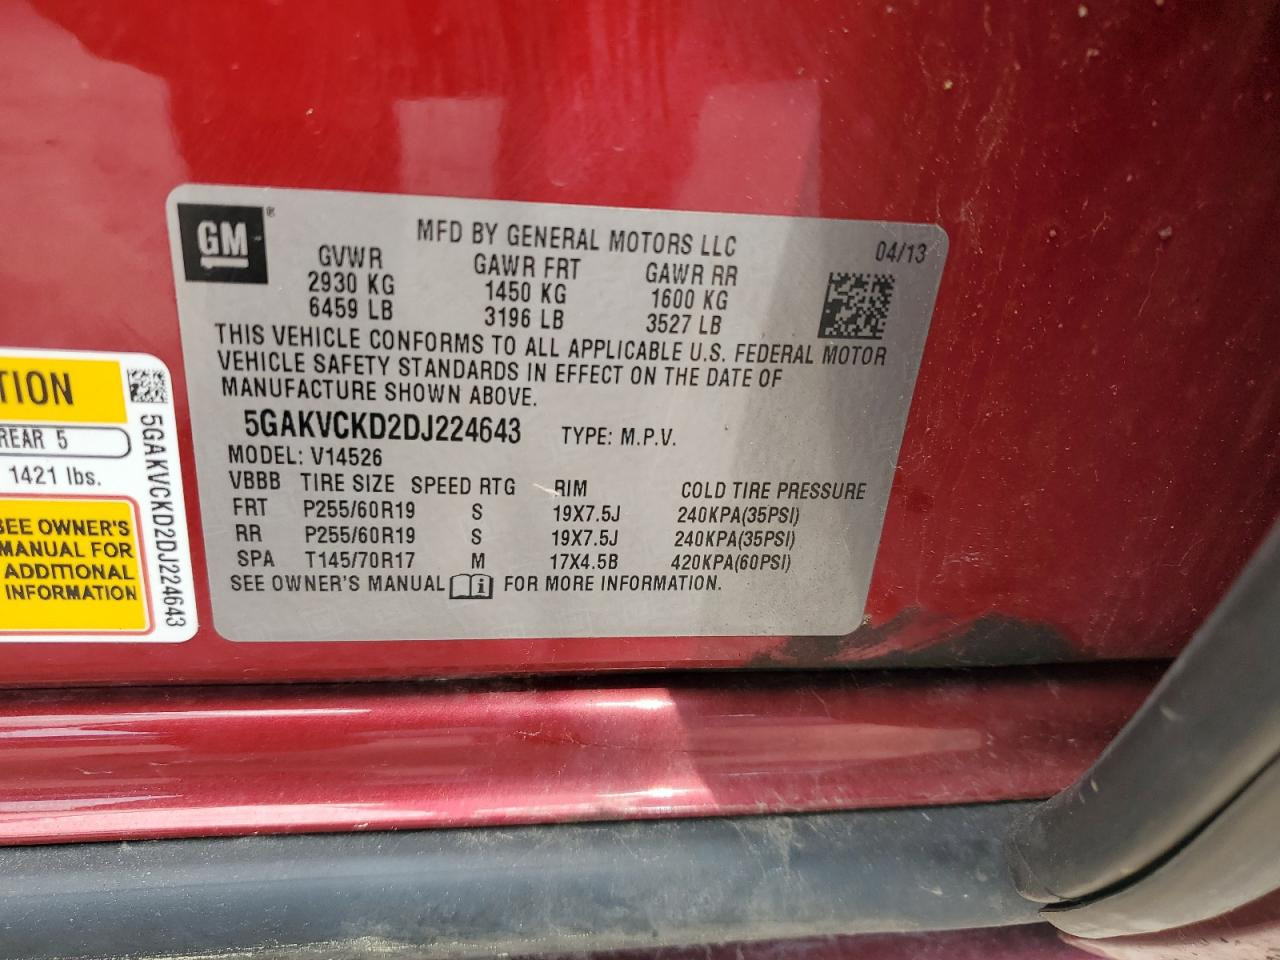 GM®
MFD BY GENERAL MOTORS LLC
04/13
GVWR GAWR FRT GAWR RR
2930 KG 1450 KG 1600 KG
6459 LB 3196 LB 3527 LB
THIS VEHICLE CONFORMS TO ALL APPLICABLE U.S. FEDERAL MOTOR
VEHICLE SAFETY STANDARDS IN EFFECT ON THE DATE OF
MANUFACTURE SHOWN ABOVE.
5GAKVCKD2DJ224643 TYPE: M.P.V.
MODEL: V14526
VBBB TIRE SIZE SPEED RTG RIM COLD TIRE PRESSURE
FRT P255/60R19 S 19X7.5J 240KPA(35PSI)
RR P255/60R19 S 19X7.5J 240KPA(35PSI)
SPA T145/70R17 M 17X4.5B 420KPA(60PSI)
SEE OWNER'S MANUAL i FOR MORE INFORMATION.
TION
REAR 5
1421 lbs.
SEE OWNER'S
MANUAL FOR
ADDITIONAL
INFORMATION
5GAKVCKD2DJ224643